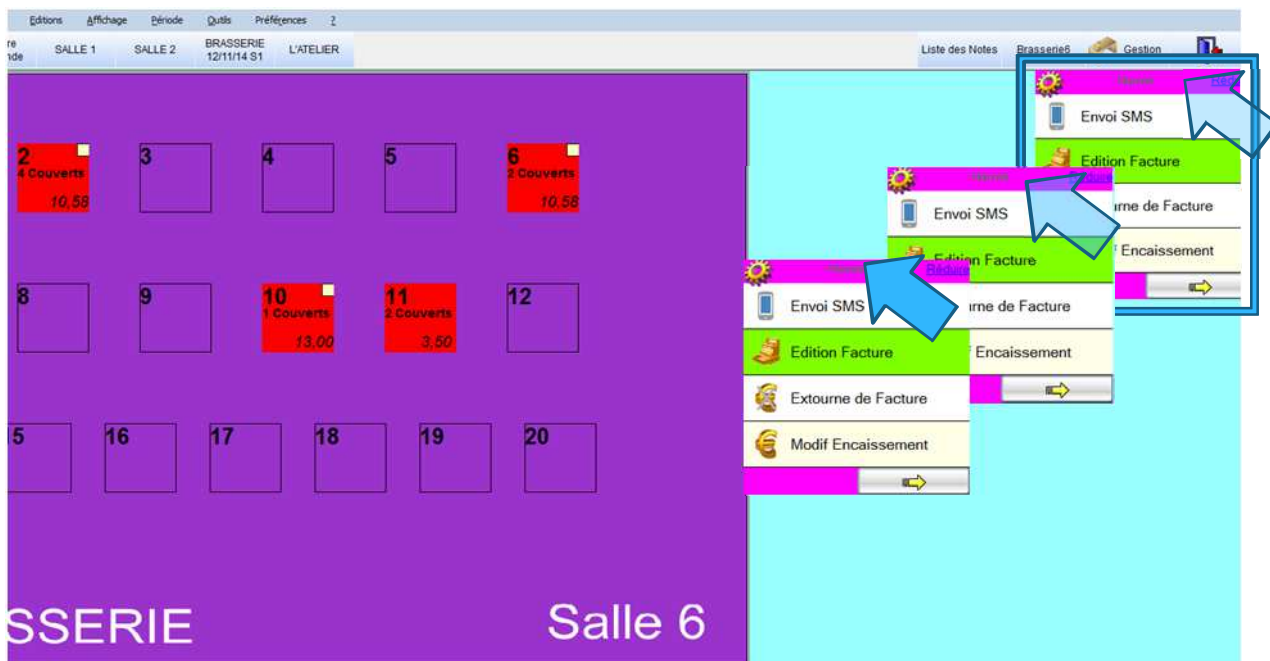 Editions Affichage Période Outils Préférences ?
re SALLE 1 SALLE 2 BRASSERIE L'ATELIER Liste des Notes Brasserie6 Gestion
nde 12/11/14 S1
Envoi SMS
Edition Facture
rne de Facture
Encaissement
2 3 4 5 6
4 Couverts 2 Couverts
10,58 10,58
Réduire
Envoi SMS
Edition Facture
rne de Facture
Encaissement
8 9 10 11 12
1 Couverts 2 Couverts
13,00 3,50
Réduire
Envoi SMS
Edition Facture
Extourne de Facture
Modif Encaissement
15 16 17 18 19 20
SSERIE Salle 6